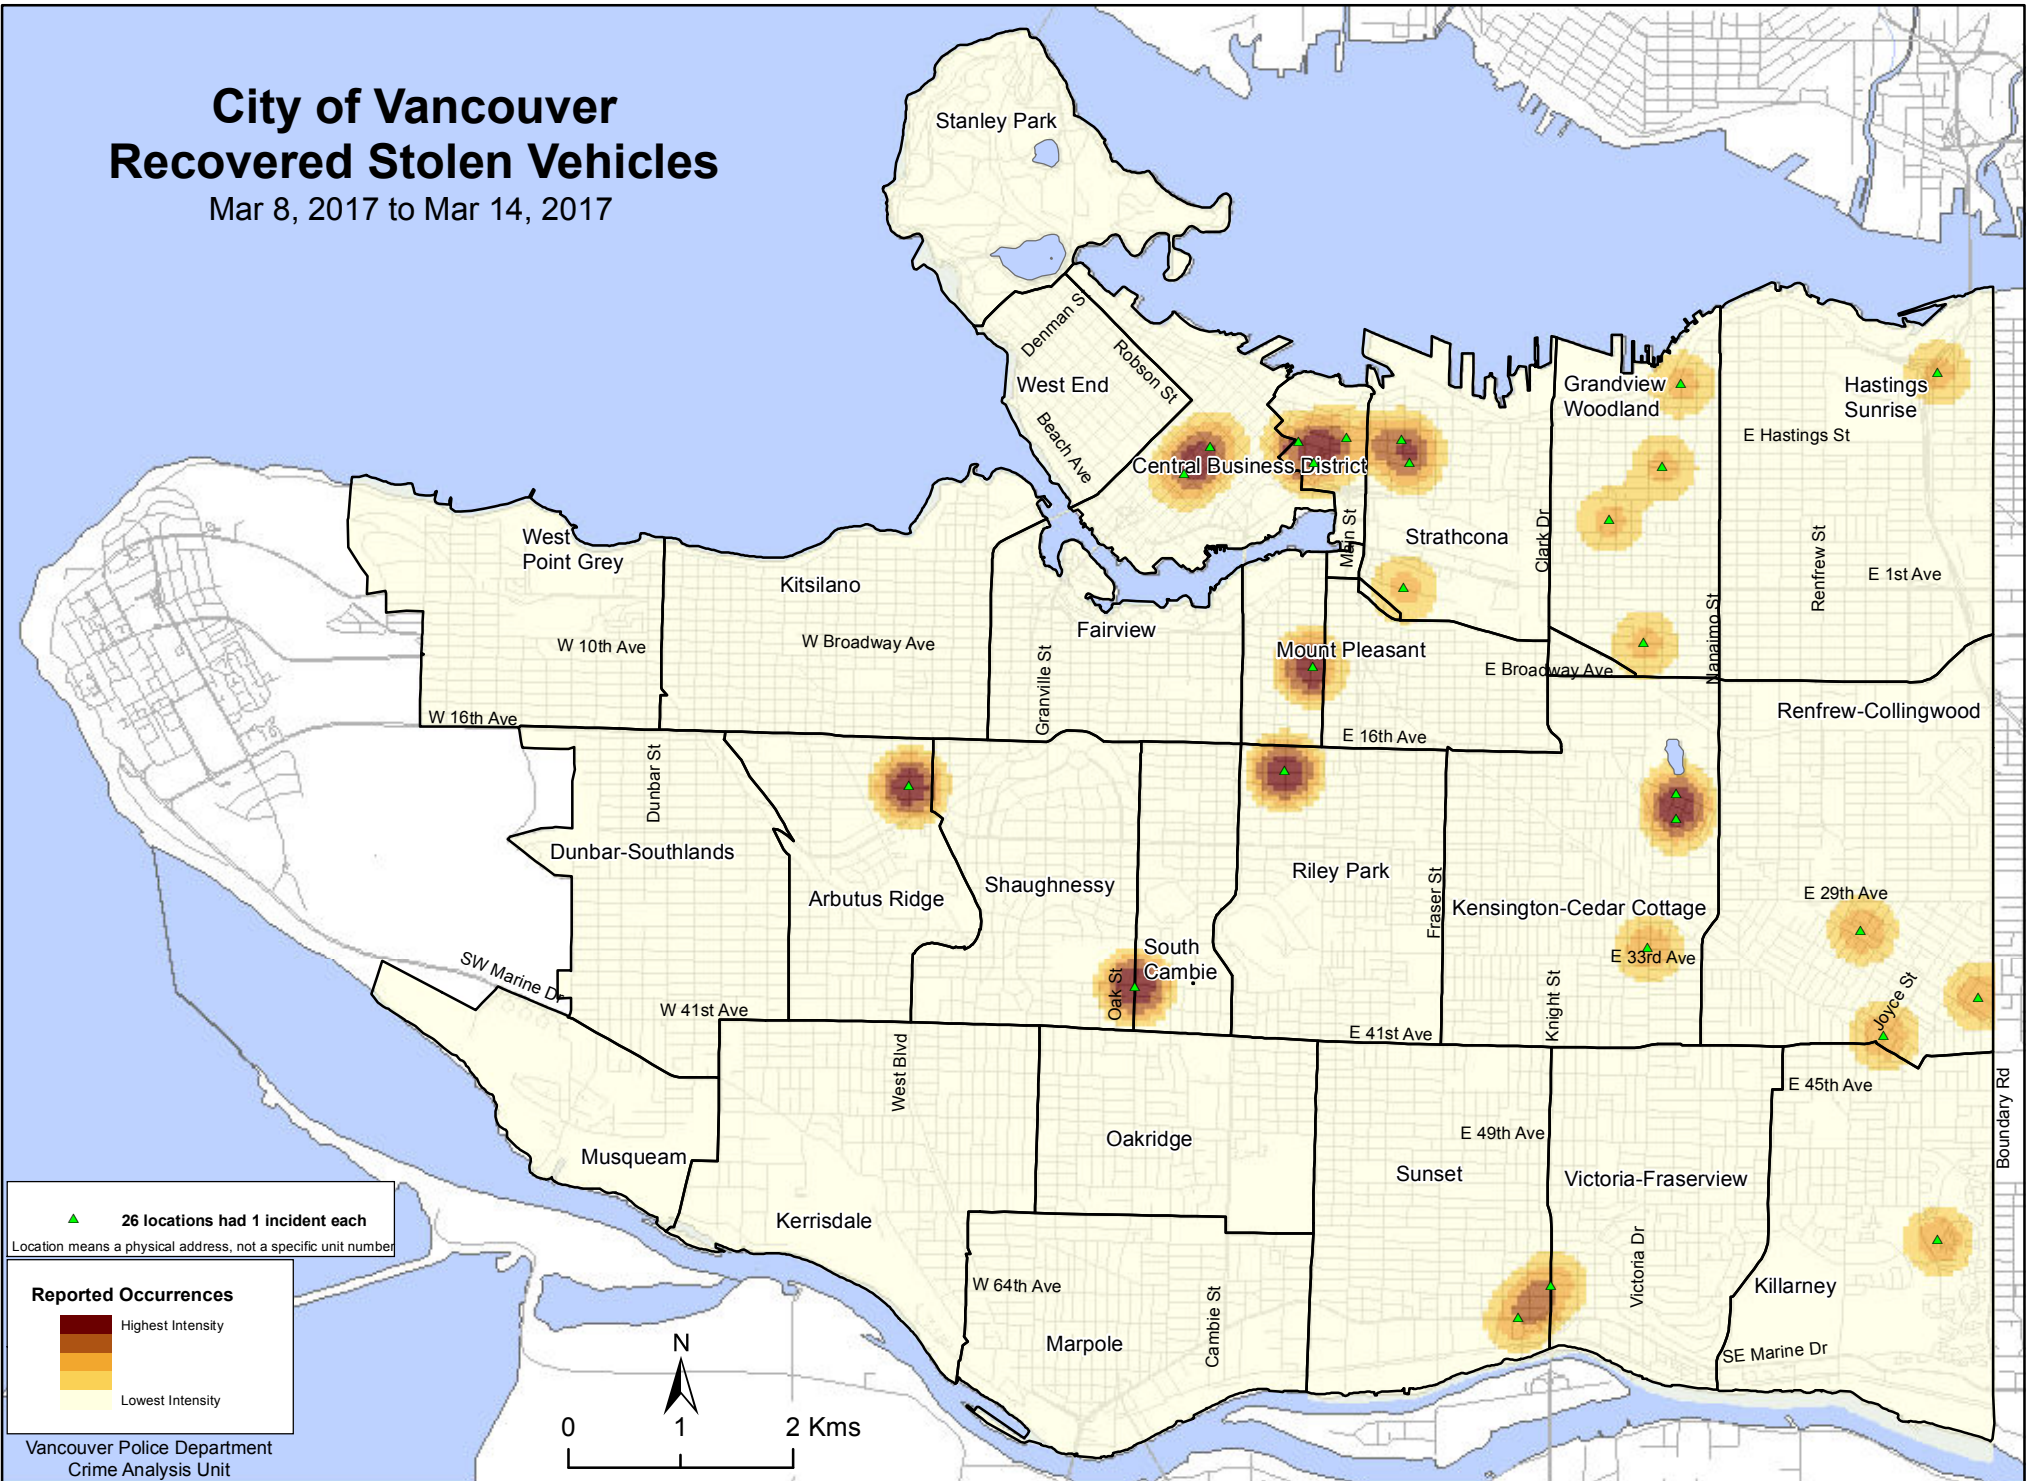 City of Vancouver
Recovered Stolen Vehicles
Mar 8, 2017 to Mar 14, 2017
Stanley Park
Denman S
Robson St
West End
Beach Ave
Central Business District
Grandview
Woodland
Hastings
Sunrise
E Hastings St
Main St
Strathcona
Clark Dr
Renfrew St
E 1st Ave
West
Point Grey
Kitsilano
Fairview
W 10th Ave
W Broadway Ave
Mount Pleasant
E Broadway Ave
Nanaimo St
Granville St
W 16th Ave
E 16th Ave
Renfrew-Collingwood
Dunbar St
Dunbar-Southlands
Arbutus Ridge
Shaughnessy
Riley Park
Fraser St
Kensington-Cedar Cottage
E 29th Ave
South
Cambie
E 33rd Ave
SW Marine Dr
W 41st Ave
Oak St
E 41st Ave
Knight St
Joyce St
West Blvd
E 45th Ave
Boundary Rd
Musqueam
Oakridge
E 49th Ave
Sunset
Victoria-Fraserview
Kerrisdale
W 64th Ave
Marpole
Cambie St
Victoria Dr
Killarney
SE Marine Dr
26 locations had 1 incident each
Location means a physical address, not a specific unit number
Reported Occurrences
Highest Intensity
Lowest Intensity
Vancouver Police Department
Crime Analysis Unit
N
0 1 2 Kms